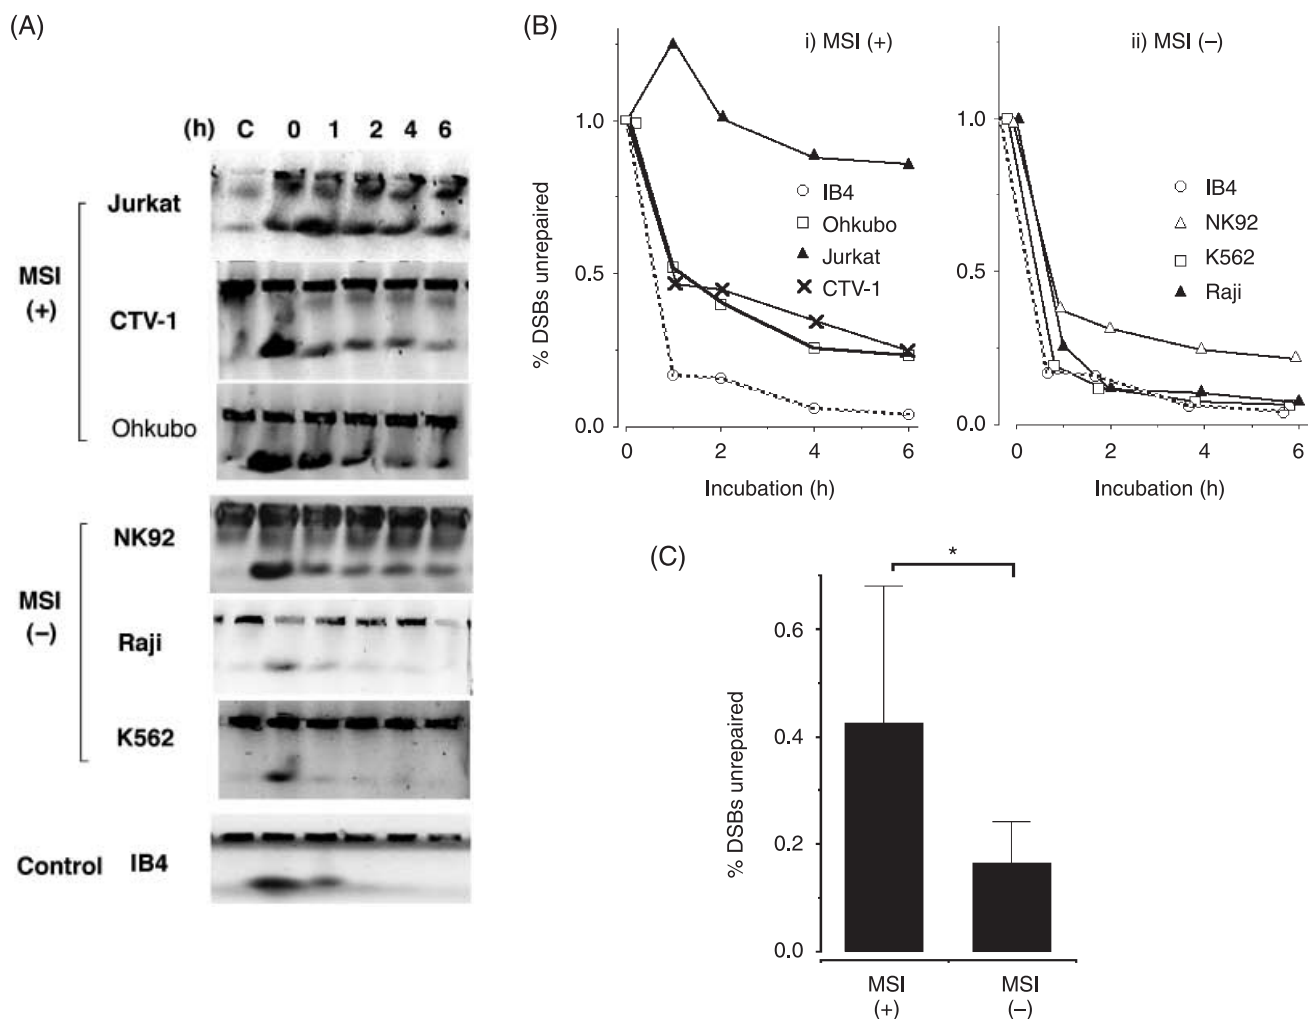 (A)
(h) C 0 1 2 4 6
MSI
(+)
Jurkat
CTV-1
Ohkubo
MSI
(–)
NK92
Raji
K562
Control IB4
(B)
i) MSI (+)
% DSBs unrepaired
1.0
0.5
0.0
IB4
Ohkubo
Jurkat
CTV-1
0 2 4 6
Incubation (h)
ii) MSI (–)
1.0
0.5
0.0
IB4
NK92
K562
Raji
0 2 4 6
Incubation (h)
(C)
*
% DSBs unrepaired
0.6
0.4
0.2
0.0
MSI
(+)
MSI
(–)